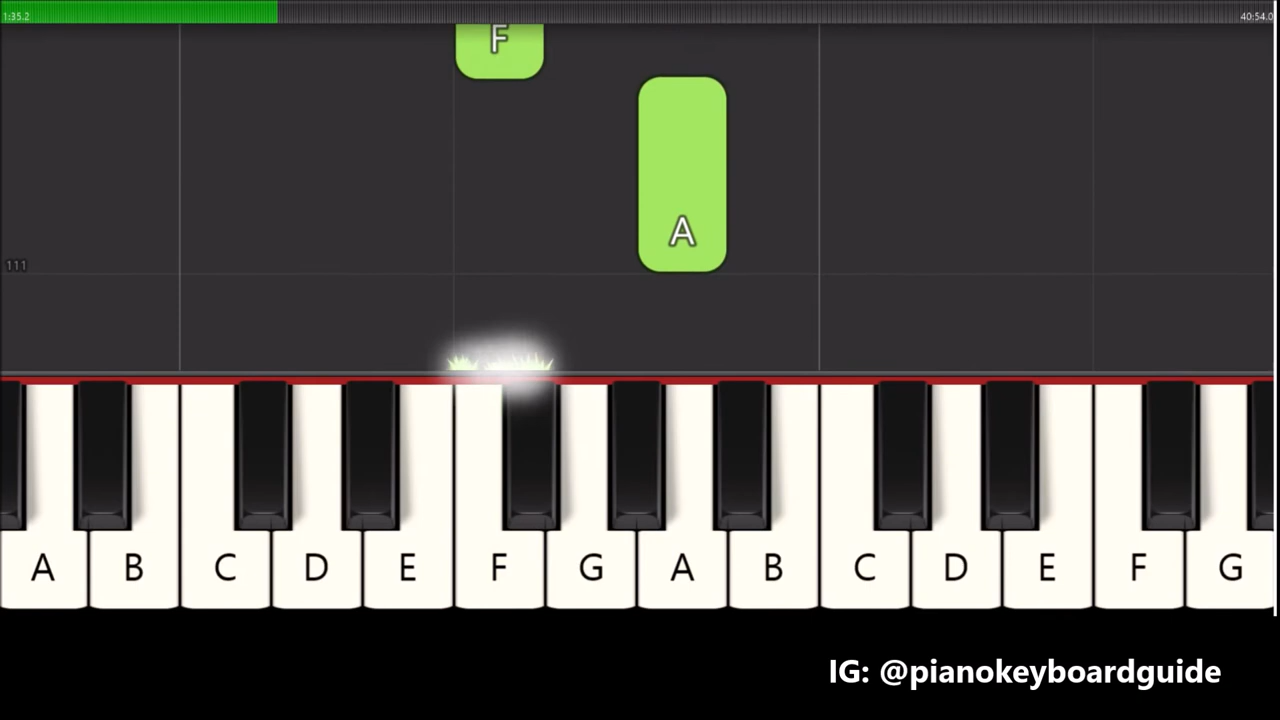 1:35.2 40:54.0
F
A
111
A B C D E F G A B C D E F G
IG: @pianokeyboardguide